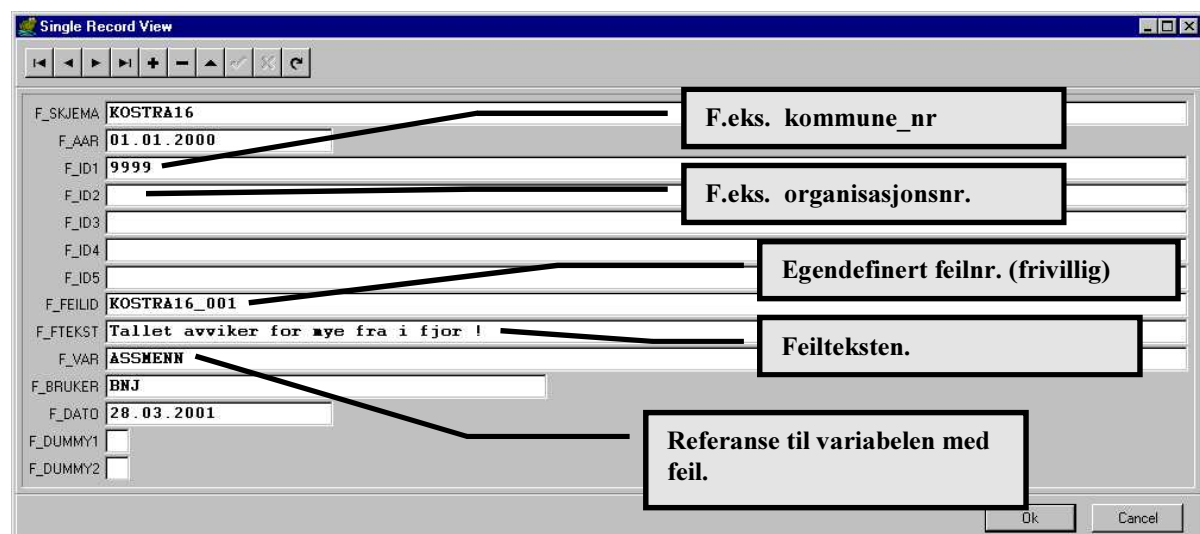 Single Record View
F_SKJEMA KOSTRA16
F.eks. kommune_nr
F_AAR 01.01.2000
F_ID1 9999
F_ID2
F.eks. organisasjonsnr.
F_ID3
F_ID4
F_ID5
Egendefinert feilnr. (frivillig)
F_FEILID KOSTRA16_001
F_FTEKST Tallet avviker for mye fra i fjor !
Feilteksten.
F_VAR ASSMENN
F_BRUKER BNJ
F_DATO 28.03.2001
Referanse til variabelen med
feil.
F_DUMMY1
F_DUMMY2
Ok Cancel